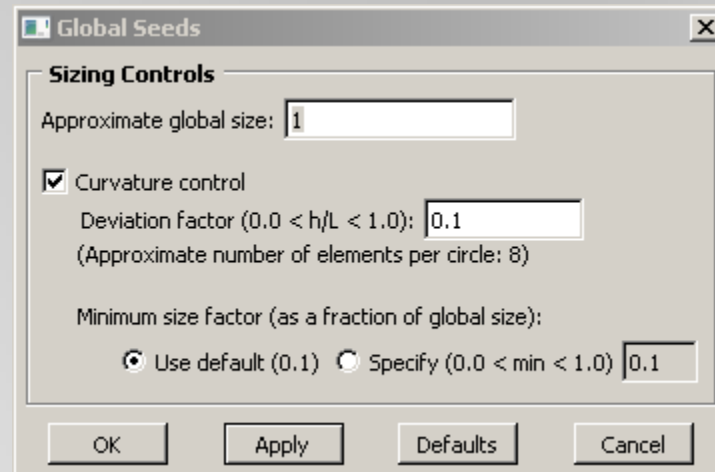 Global Seeds
Sizing Controls
Approximate global size: 1
Curvature control
Deviation factor (0.0 < h/L < 1.0): 0.1
(Approximate number of elements per circle: 8)
Minimum size factor (as a fraction of global size):
Use default (0.1) Specify (0.0 < min < 1.0) 0.1
OK Apply Defaults Cancel